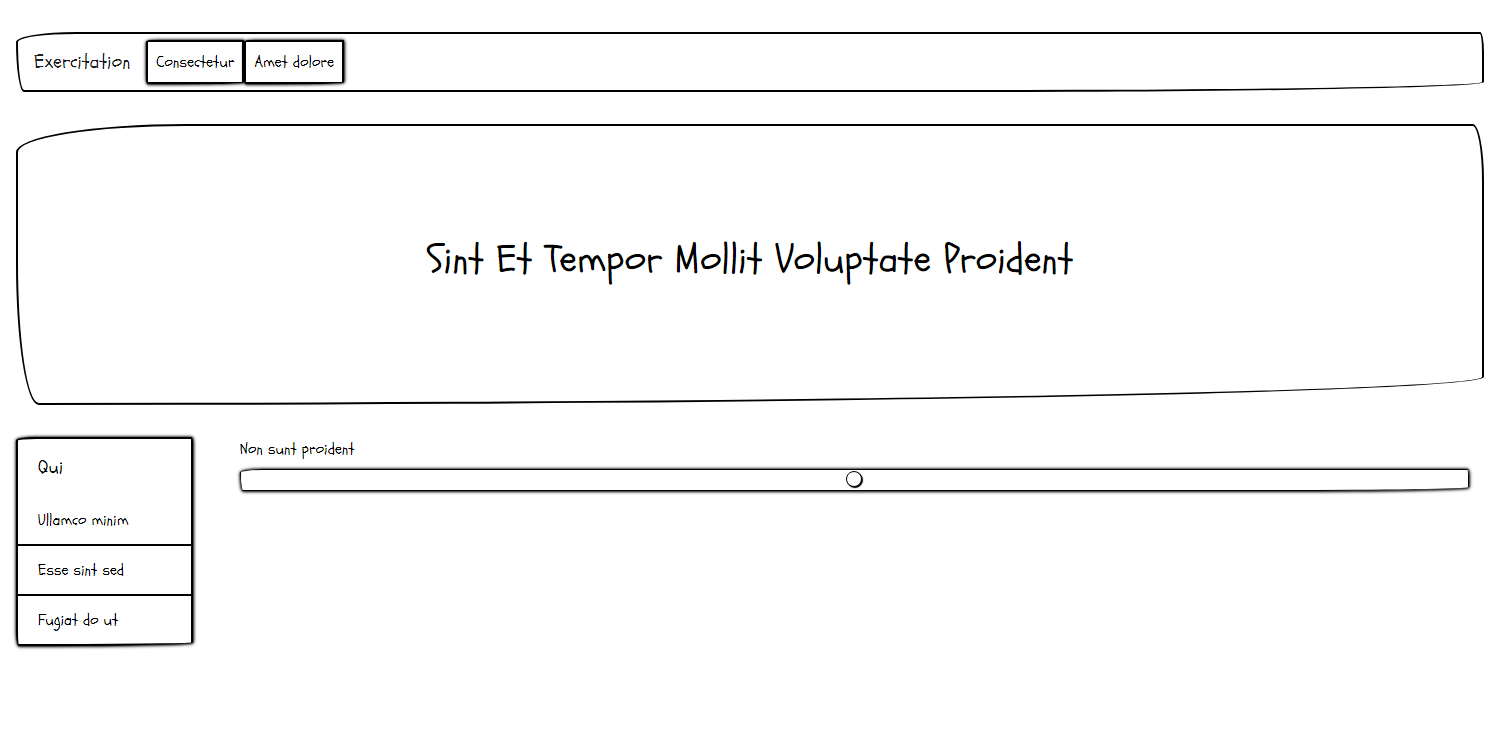 Exercitation Consectetur Amet dolore
Sint Et Tempor Mollit Voluptate Proident
Qui
Ullamco minim
Esse sint sed
Fugiat do ut
Non sunt proident